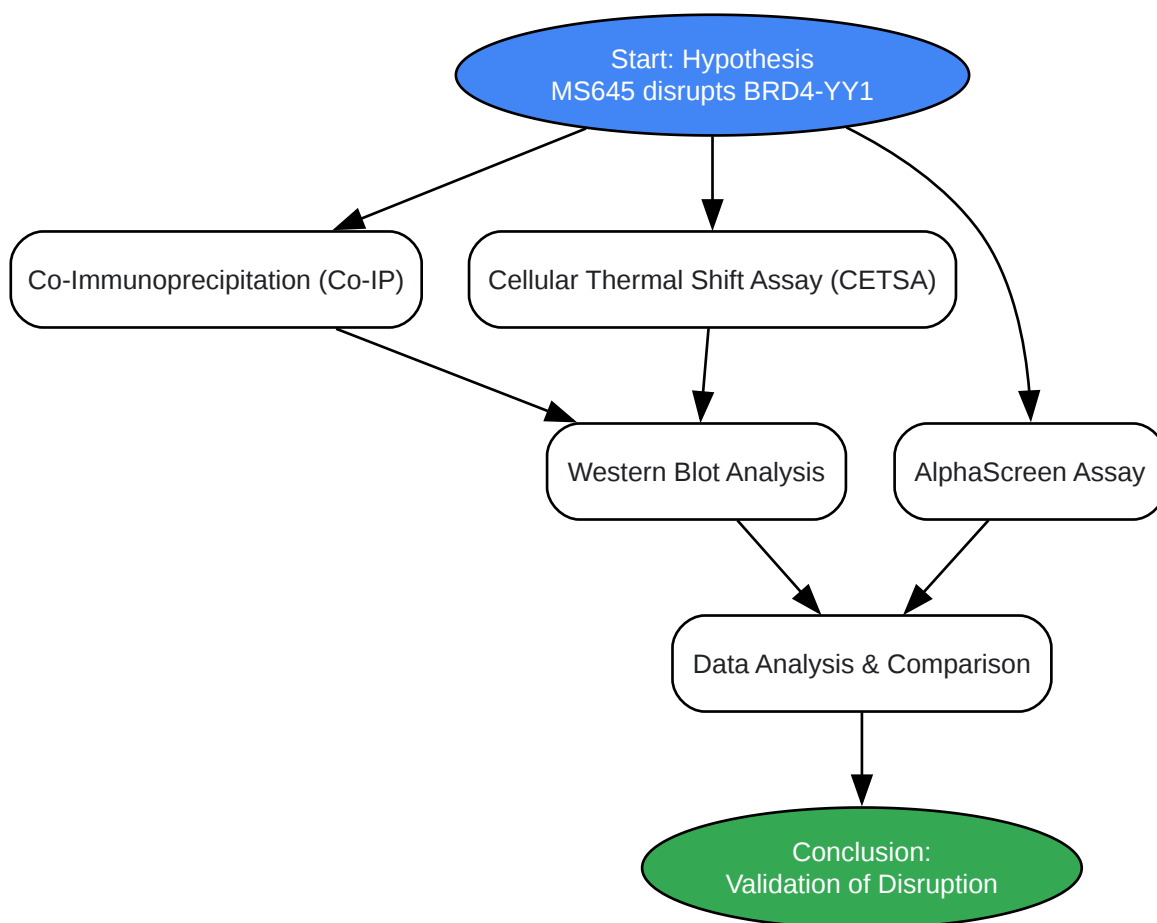 Start: Hypothesis
MS645 disrupts BRD4-YY1
Co-Immunoprecipitation (Co-IP)
Cellular Thermal Shift Assay (CETSA)
Western Blot Analysis
AlphaScreen Assay
Data Analysis & Comparison
Conclusion:
Validation of Disruption